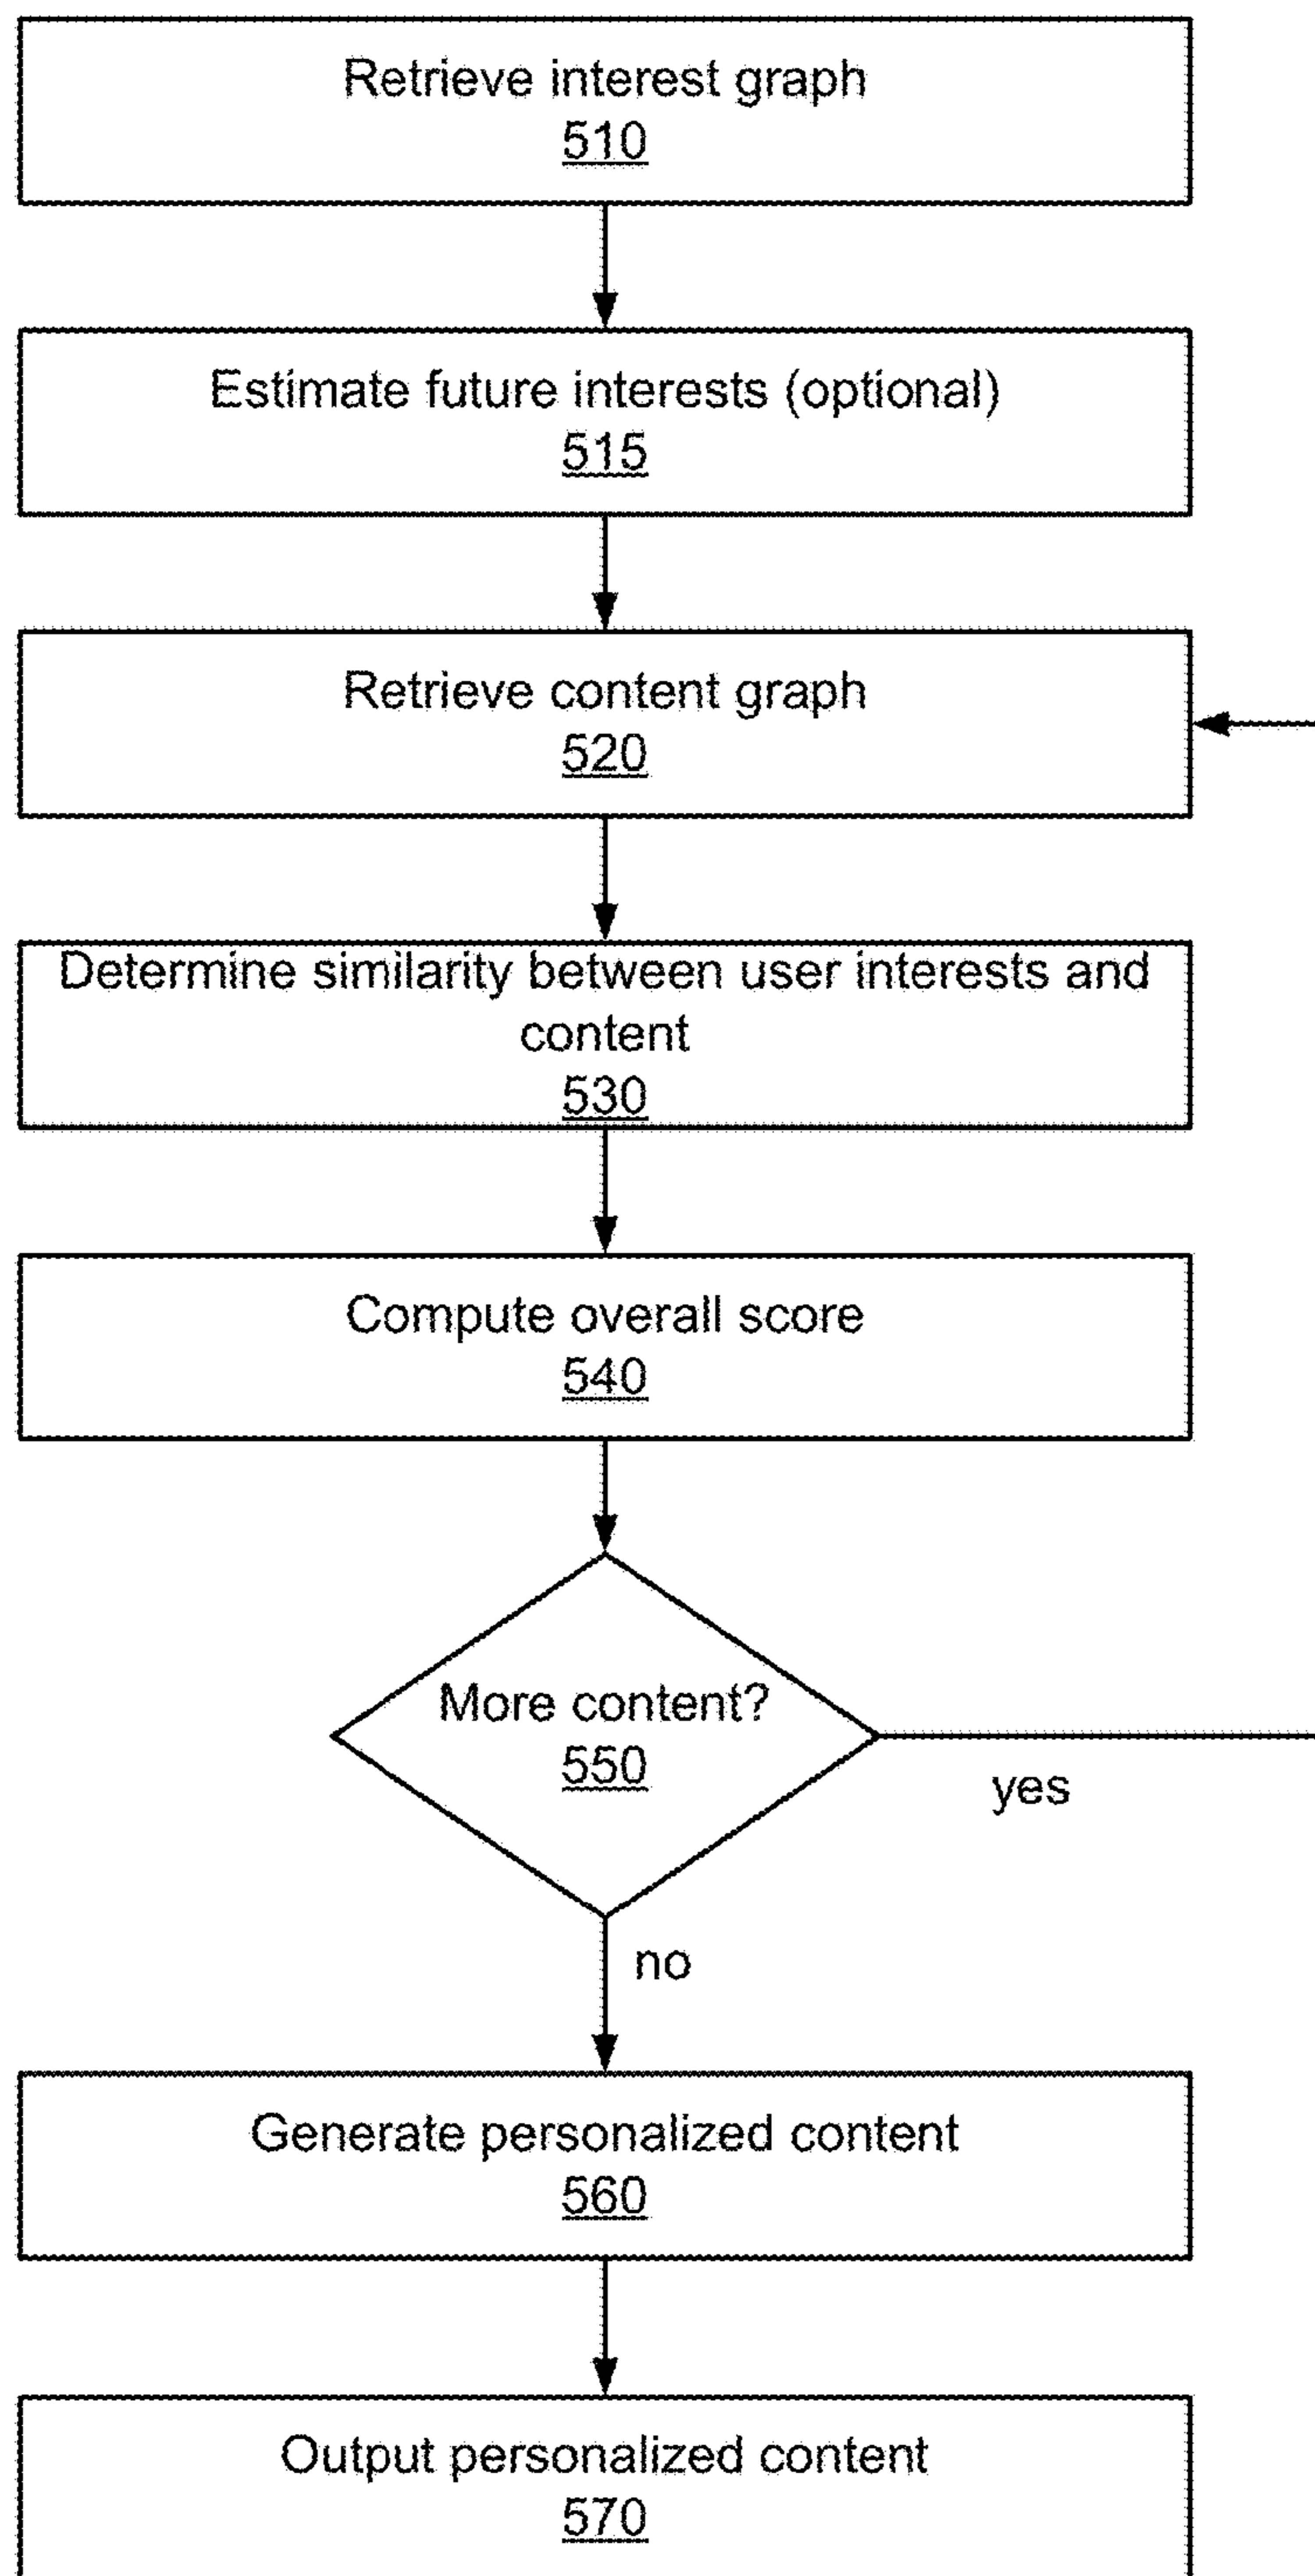 Retrieve interest graph
510
Estimate future interests (optional)
515
Retrieve content graph
520
Determine similarity between user interests and
content
530
Compute overall score
540
More content?
550
yes
no
Generate personalized content
560
Output personalized content
570